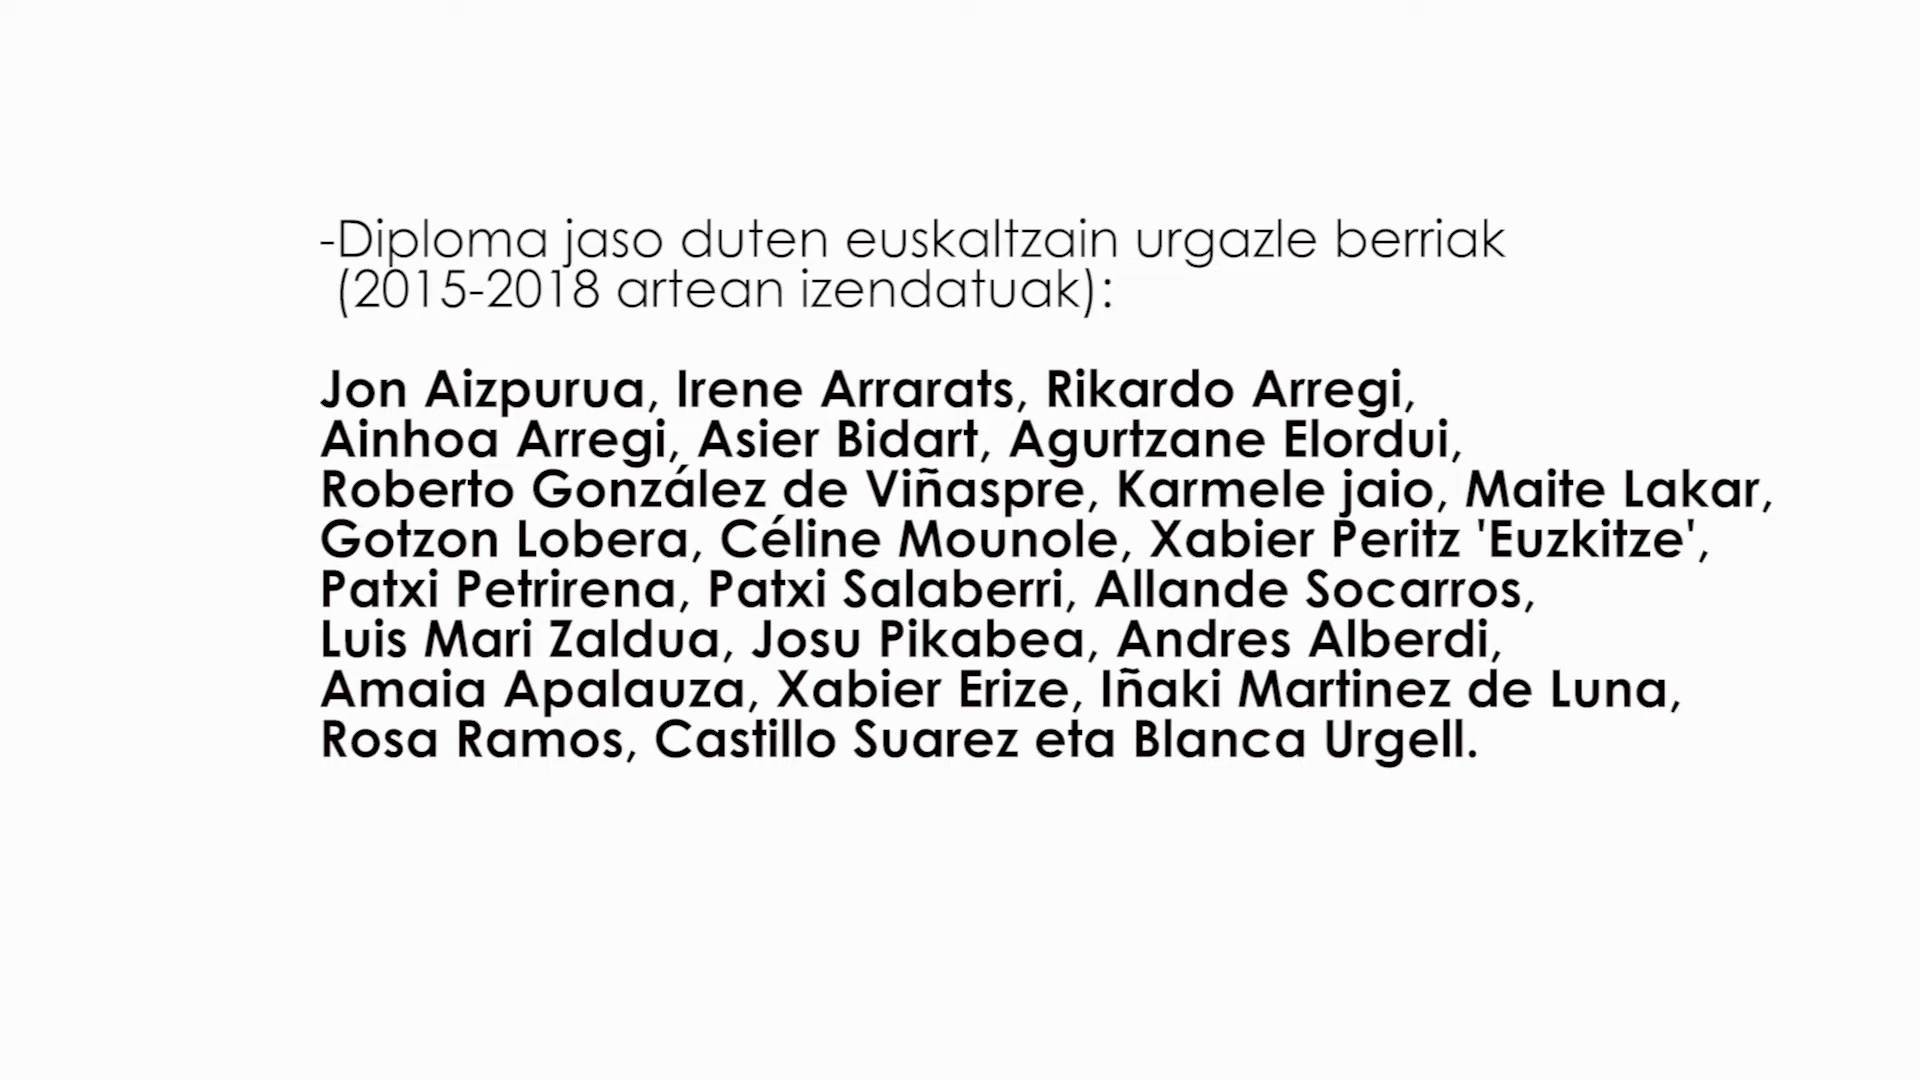 -Diploma jaso duten euskaltzain urgazle berriak
(2015-2018 artean izendatuak):
Jon Aizpurua, Irene Arrarats, Rikardo Arregi,
Ainhoa Arregi, Asier Bidart, Agurtzane Elordui,
Roberto González de Viñaspre, Karmele jaio, Maite Lakar,
Gotzon Lobera, Céline Mounole, Xabier Peritz 'Euzkitze',
Patxi Petrirena, Patxi Salaberri, Allande Socarros,
Luis Mari Zaldua, Josu Pikabea, Andres Alberdi,
Amaia Apalauza, Xabier Erize, Iñaki Martinez de Luna,
Rosa Ramos, Castillo Suarez eta Blanca Urgell.